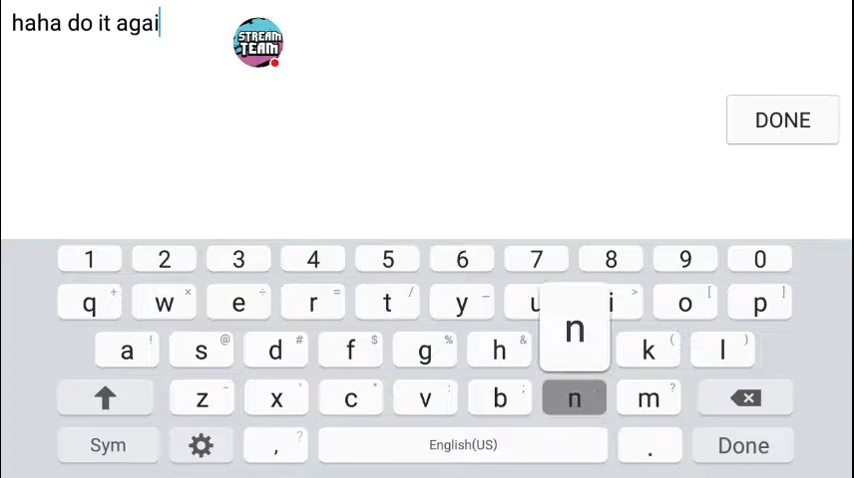 haha do it agai
STREAM
TEAM
DONE
1 2 3 4 5 6 7 8 9 0
q + w × e ÷ r = t / y _ u i > o [ p ]
n
a ! s @ d # f $ g % h & k ( l )
z - x ' c " v : b ; n m ?
Sym , ? English(US) . Done